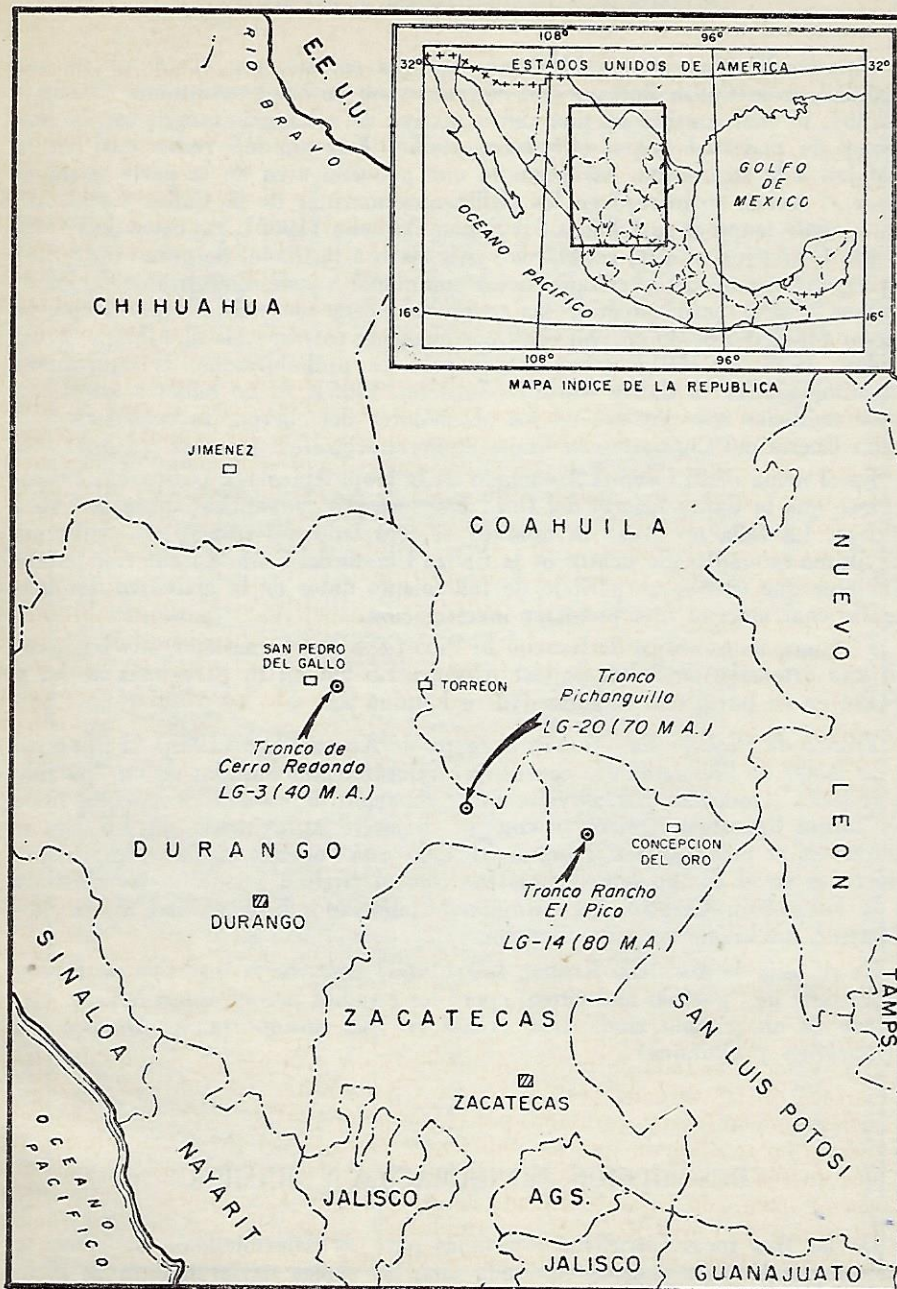 RIO BRAVO
E.E.U.U.
108°
96°
32°
ESTADOS UNIDOS DE AMERICA
32°
GOLFO
DE
MEXICO
OCEANO PACIFICO
16°
16°
108°
96°
MAPA INDICE DE LA REPUBLICA
CHIHUAHUA
JIMENEZ
COAHUILA
NUEVO LEON
SAN PEDRO
DEL GALLO
TORREON
Tronco
Pichanguilla
LG-20 (70 M.A.)
Tronco de
Cerro Redondo
LG-3 (40 M.A.)
DURANGO
CONCEPCION
DEL ORO
DURANGO
Tronco Rancho
El Pico
LG-14 (80 M.A.)
SINALOA
ZACATECAS
TAMPS
SAN LUIS POTOSI
ZACATECAS
OCEANO
PACIFICO
NAYARIT
JALISCO
AGS.
JALISCO
GUANAJUATO